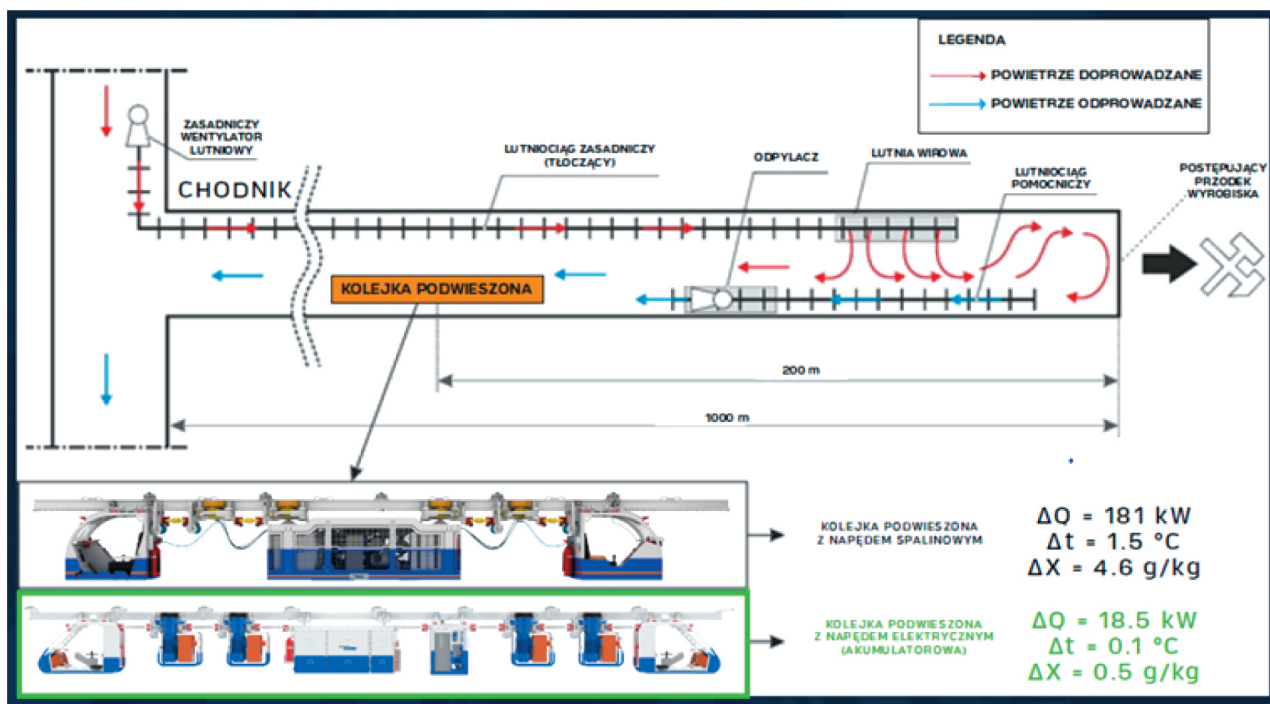 LEGENDA
POWIETRZE DOPROWADZANE
POWIETRZE ODPROWADZANE
ZASADNICZY
WENTYLATOR
LUTNIOWY
CHODNIK
LUTNIOCIĄG ZASADNICZY
(TŁOCZĄCY)
ODPYLACZ
LUTNIA WIROWA
LUTNIOCIĄG
POMOCNICZY
POSTĘPUJĄCY
PRZODEK
WYROBISKA
KOLEJKA PODWIESZONA
200 m
1000 m
KOLEJKA PODWIESZONA
Z NAPĘDEM SPALINOWYM
ΔQ = 181 kW
Δt = 1.5 °C
ΔX = 4.6 g/kg
KOLEJKA PODWIESZONA
Z NAPĘDEM ELEKTRYCZNYM
(AKUMULATOROWA)
ΔQ = 18.5 kW
Δt = 0.1 °C
ΔX = 0.5 g/kg